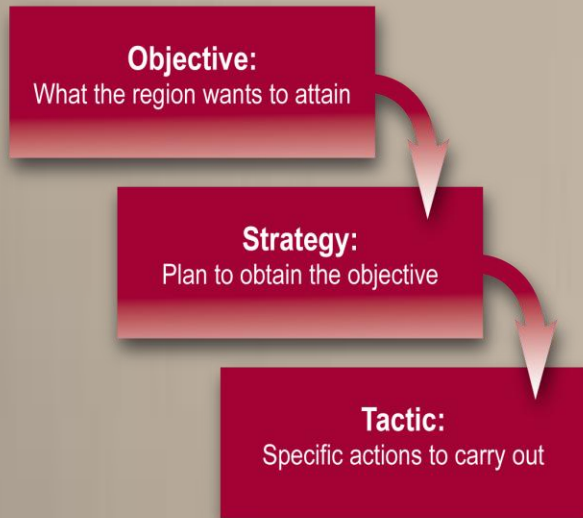 Objective:
What the region wants to attain
Strategy:
Plan to obtain the objective
Tactic:
Specific actions to carry out